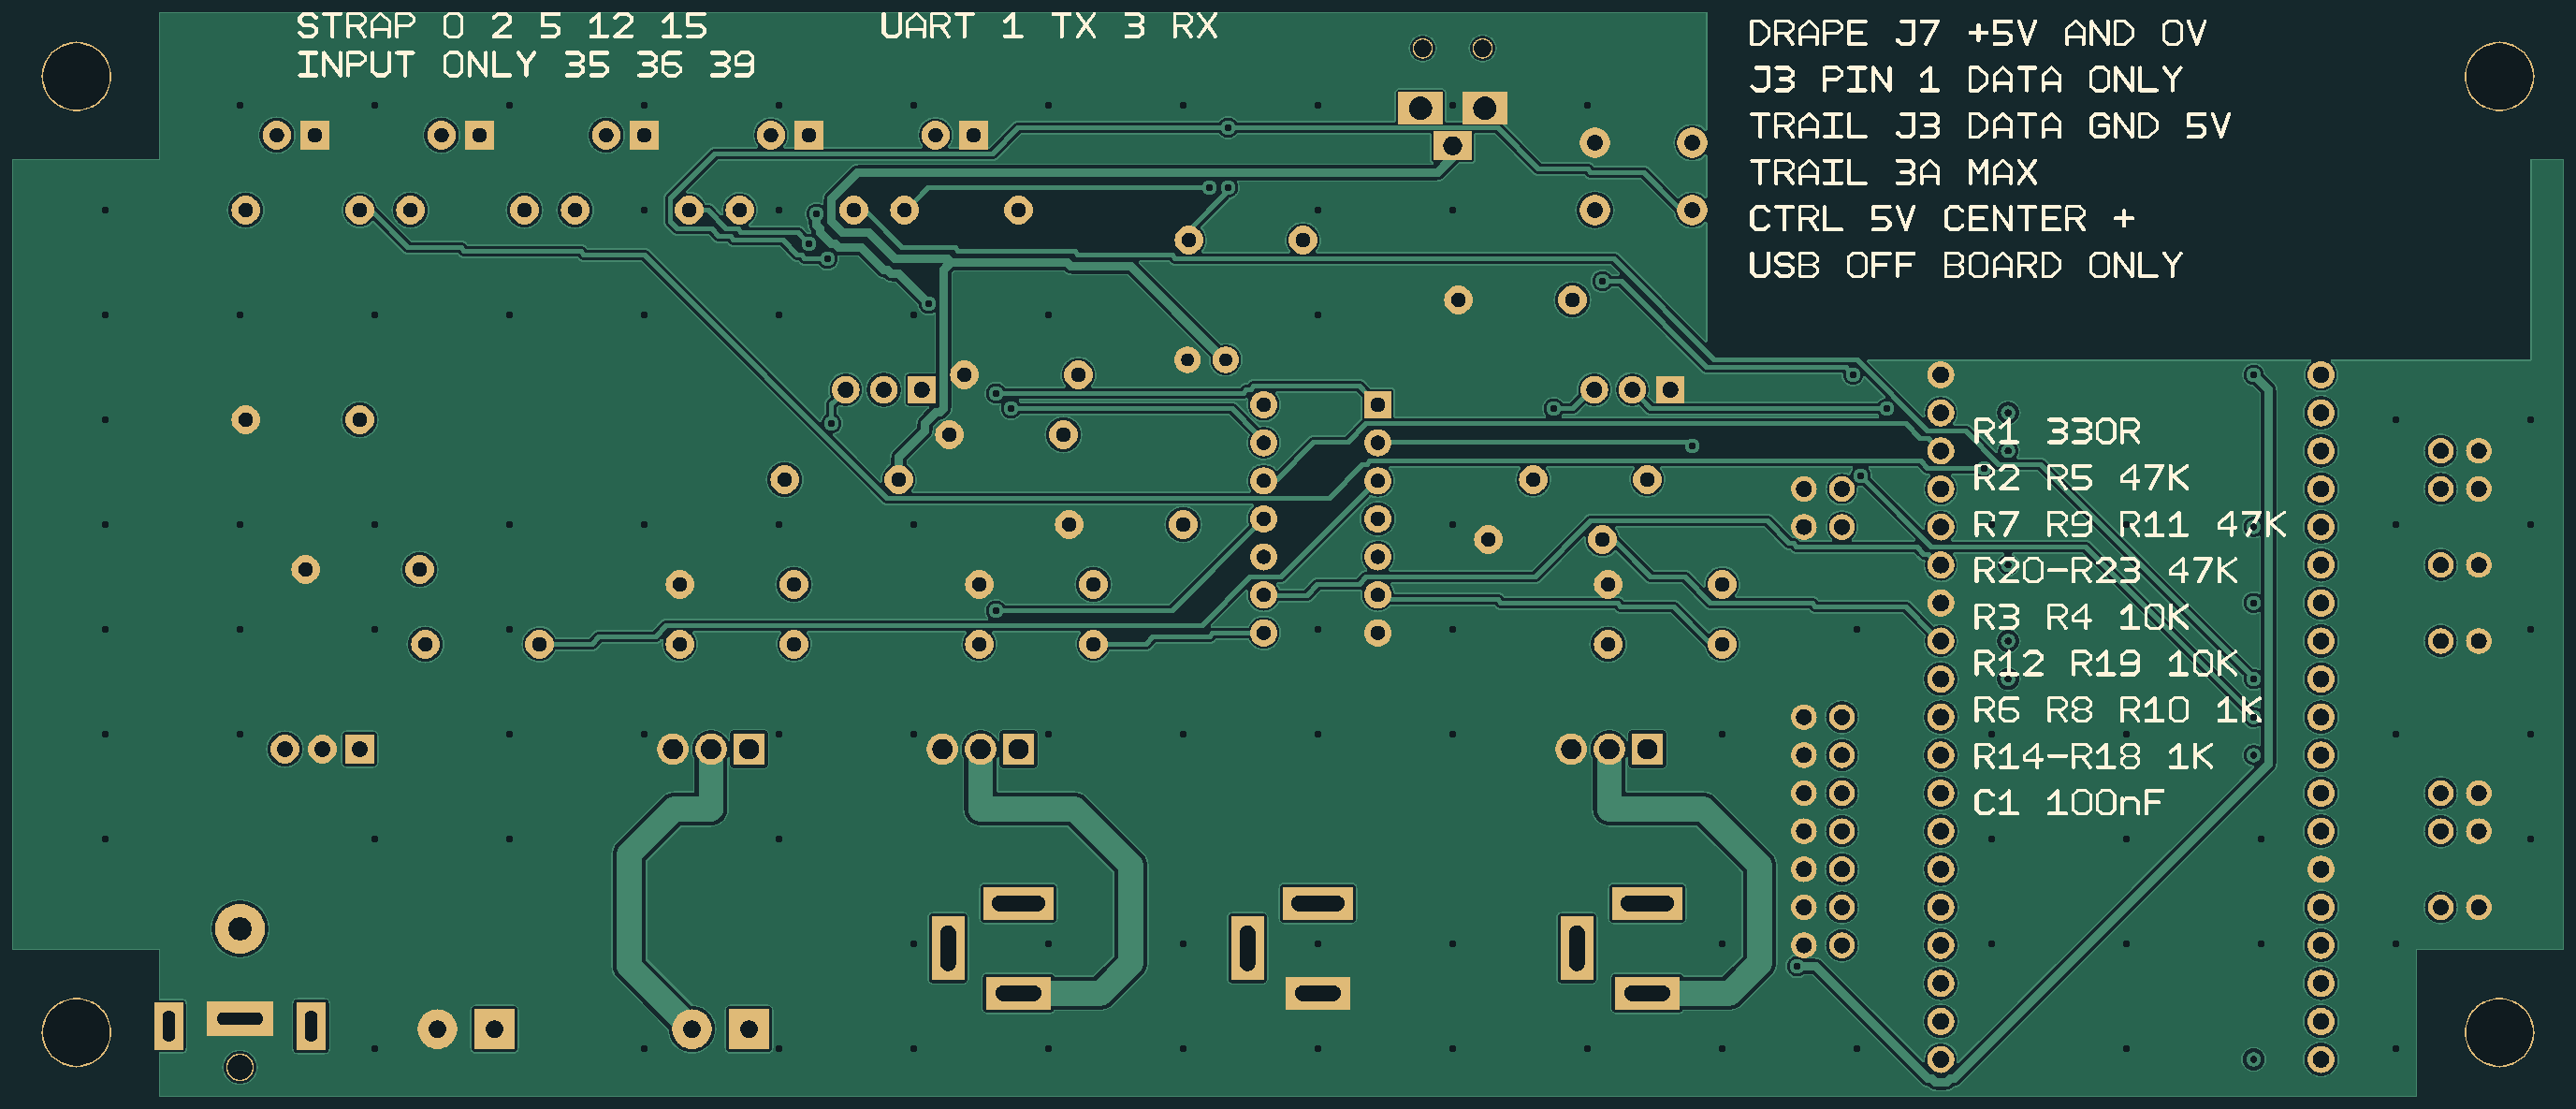 STRAP 0 2 5 12 15
INPUT ONLY 35 36 39
UART 1 TX 3 RX
DRAPE J7 +5V AND 0V
J3 PIN 1 DATA ONLY
TRAIL J3 DATA GND 5V
TRAIL 3A MAX
CTRL 5V CENTER +
USB OFF BOARD ONLY
R1 330R
R2 R5 47K
R7 R9 R11 47K
R20-R23 47K
R3 R4 10K
R12 R19 10K
R6 R8 R10 1K
R14-R18 1K
C1 100nF